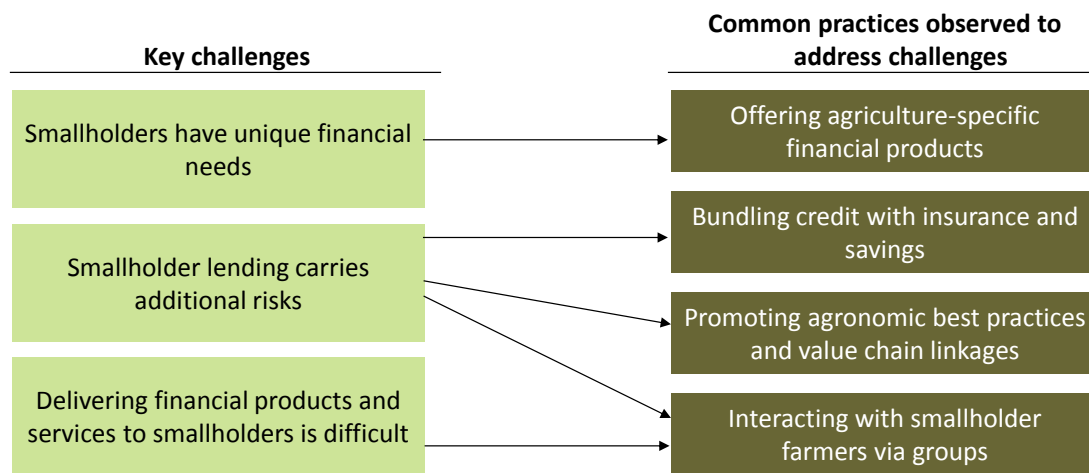 Key challenges
Common practices observed to
address challenges
Smallholders have unique financial
needs
Offering agriculture-specific
financial products
Smallholder lending carries
additional risks
Bundling credit with insurance and
savings
Promoting agronomic best practices
and value chain linkages
Delivering financial products and
services to smallholders is difficult
Interacting with smallholder
farmers via groups